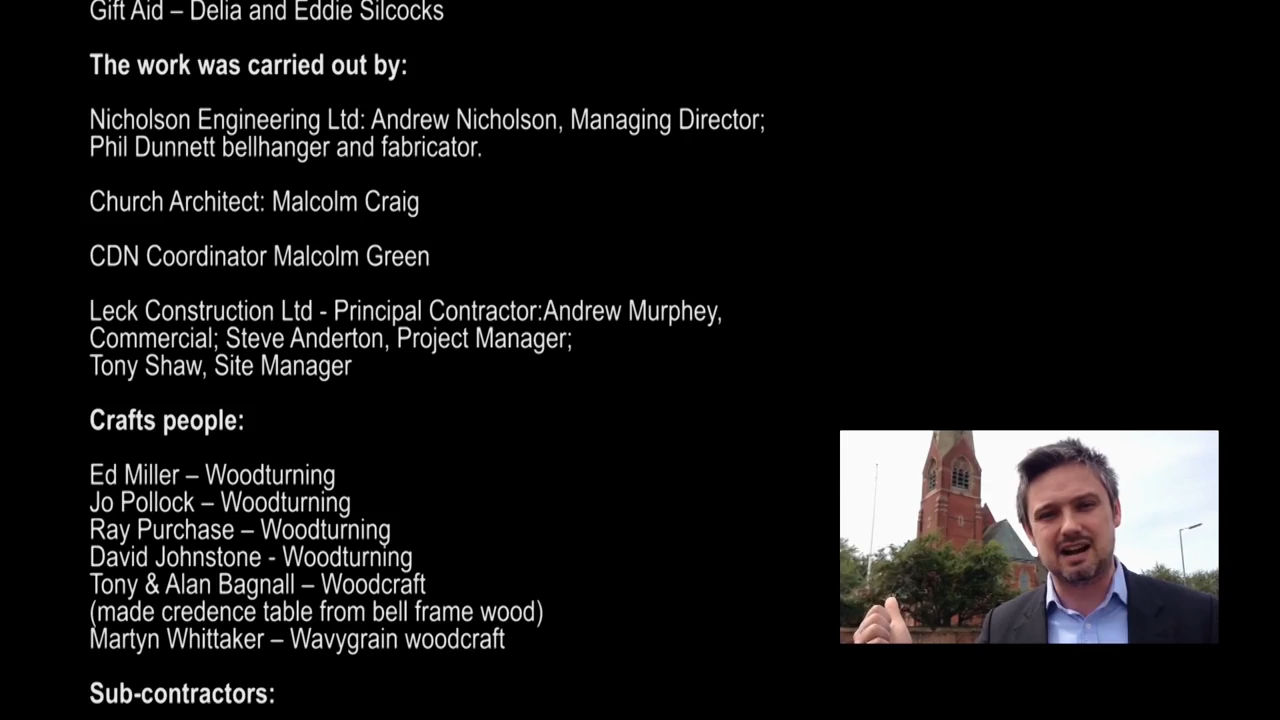 Gift Aid – Delia and Eddie Silcocks
The work was carried out by:
Nicholson Engineering Ltd: Andrew Nicholson, Managing Director;
Phil Dunnett bellhanger and fabricator.
Church Architect: Malcolm Craig
CDN Coordinator Malcolm Green
Leck Construction Ltd - Principal Contractor:Andrew Murphey,
Commercial; Steve Anderton, Project Manager;
Tony Shaw, Site Manager
Crafts people:
Ed Miller – Woodturning
Jo Pollock – Woodturning
Ray Purchase – Woodturning
David Johnstone - Woodturning
Tony & Alan Bagnall – Woodcraft
(made credence table from bell frame wood)
Martyn Whittaker – Wavygrain woodcraft
Sub-contractors: